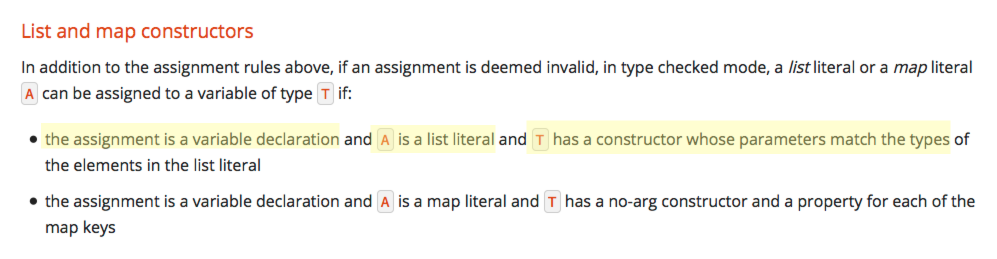 List and map constructors
In addition to the assignment rules above, if an assignment is deemed invalid, in type checked mode, a list literal or a map literal
A can be assigned to a variable of type T if:
• the assignment is a variable declaration and A is a list literal and T has a constructor whose parameters match the types of
the elements in the list literal
• the assignment is a variable declaration and A is a map literal and T has a no-arg constructor and a property for each of the
map keys